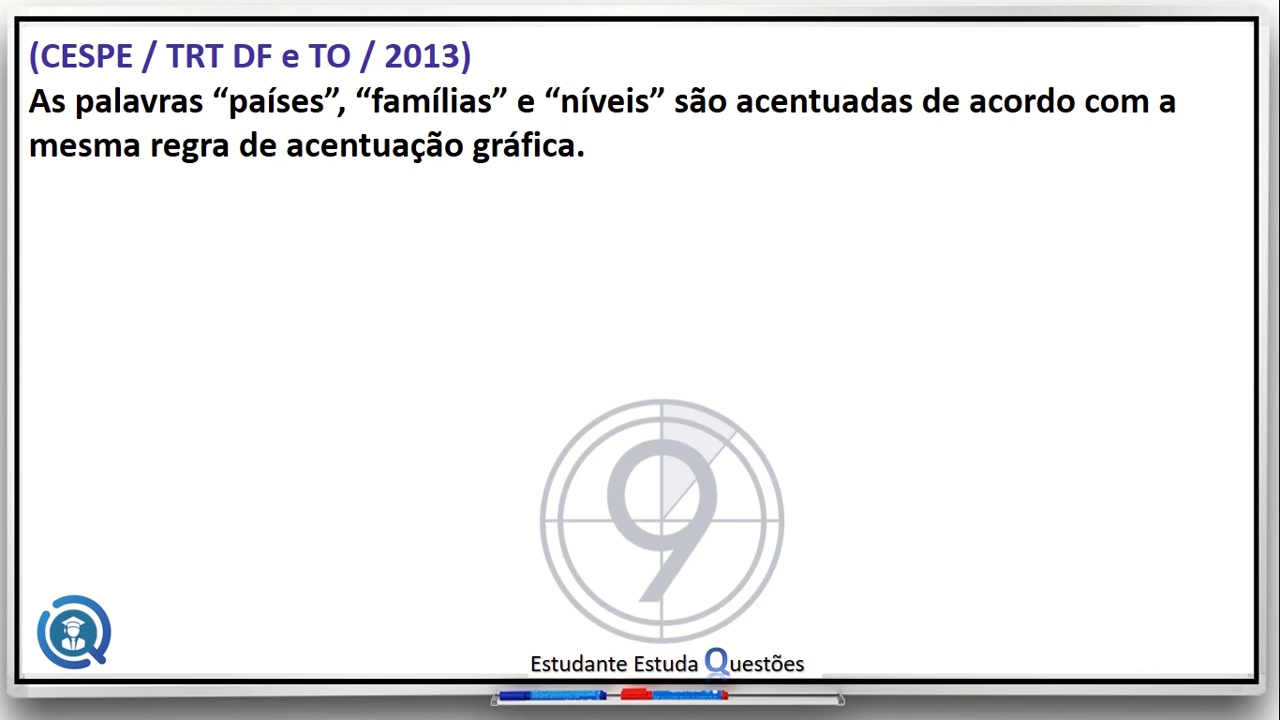 (CESPE / TRT DF e TO / 2013)
As palavras “países”, “famílias” e “níveis” são acentuadas de acordo com a
mesma regra de acentuação gráfica.
9
Estudante Estuda Questões